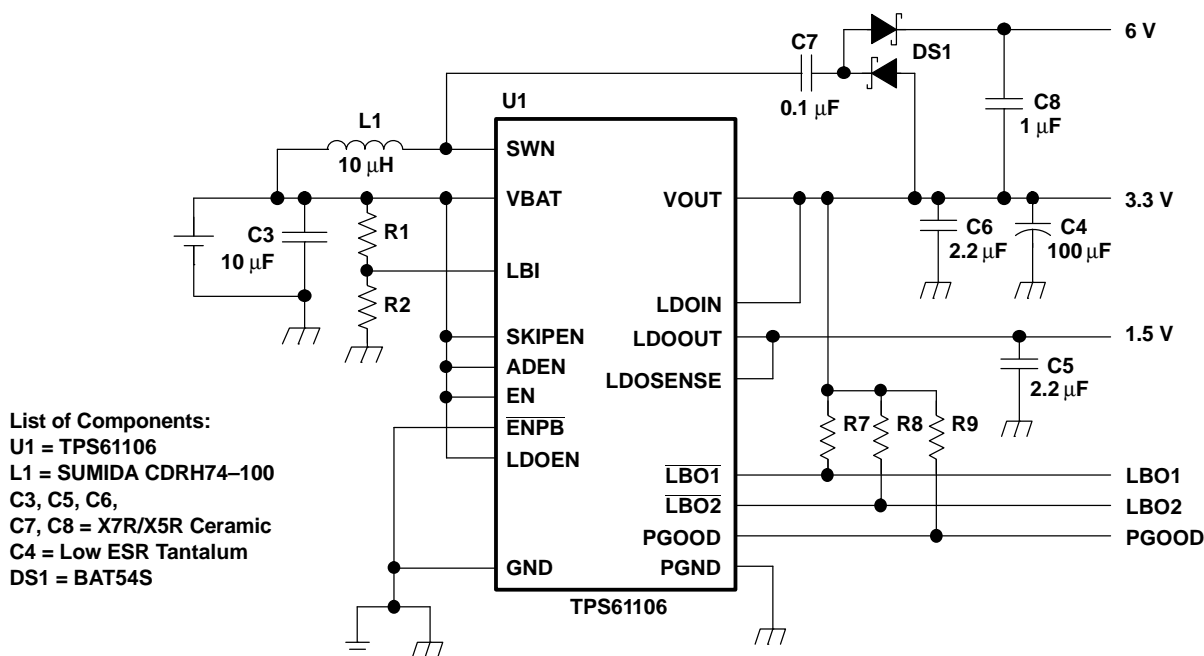 6 V
C7
DS1
0.1 μF
C8
1 μF
U1
L1
10 μH
SWN
VBAT
VOUT
3.3 V
C3
10 μF
R1
C6
2.2 μF
C4
100 μF
LBI
R2
LDOIN
SKIPEN
LDOOUT
1.5 V
ADEN
LDOSENSE
C5
2.2 μF
EN
ENPB
R7
R8
R9
LDOEN
LBO1
LBO1
LBO2
LBO2
PGOOD
PGOOD
GND
PGND
TPS61106
List of Components:
U1 = TPS61106
L1 = SUMIDA CDRH74–100
C3, C5, C6,
C7, C8 = X7R/X5R Ceramic
C4 = Low ESR Tantalum
DS1 = BAT54S